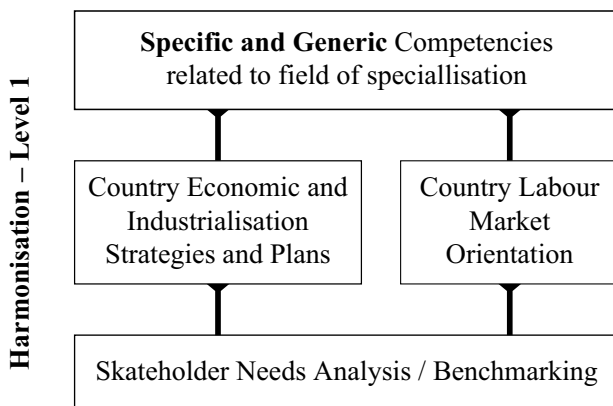 Harmonisation – Level 1
Specific and Generic Competencies
related to field of speciallisation
Country Economic and
Industrialisation
Strategies and Plans
Country Labour
Market
Orientation
Skateholder Needs Analysis / Benchmarking